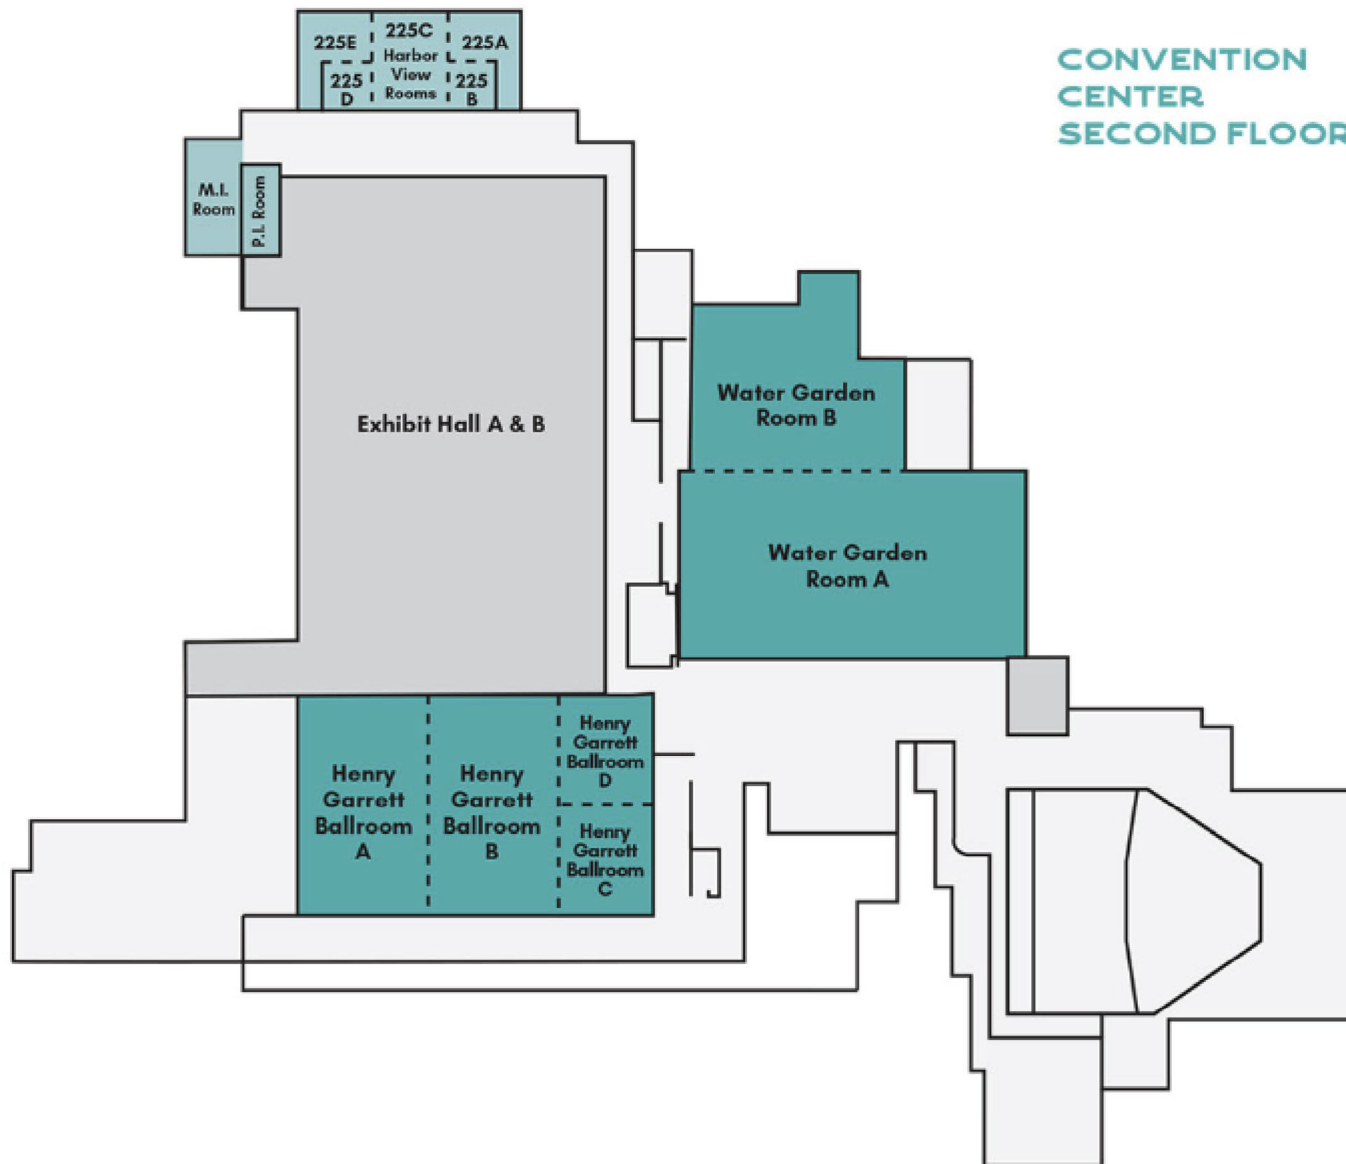 CONVENTION
CENTER
SECOND FLOOR
225E
225C
225A
Harbor
View
Rooms
225
D
225
B
M.I.
Room
P.I. Room
Exhibit Hall A & B
Water Garden
Room B
Water Garden
Room A
Henry
Garrett
Ballroom
A
Henry
Garrett
Ballroom
B
Henry
Garrett
Ballroom
D
Henry
Garrett
Ballroom
C